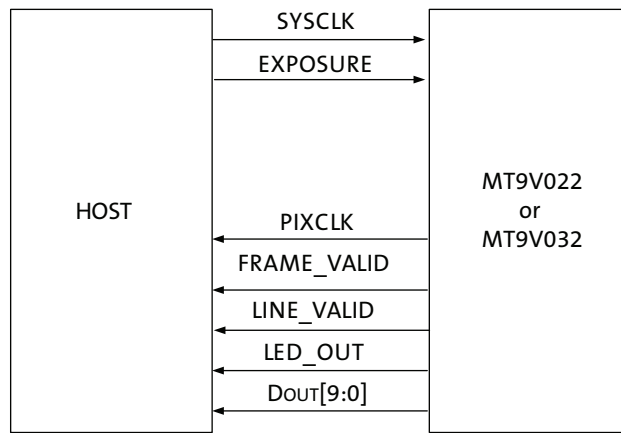 SYSCLK
EXPOSURE
HOST
MT9V022
or
MT9V032
PIXCLK
FRAME_VALID
LINE_VALID
LED_OUT
DOUT[9:0]